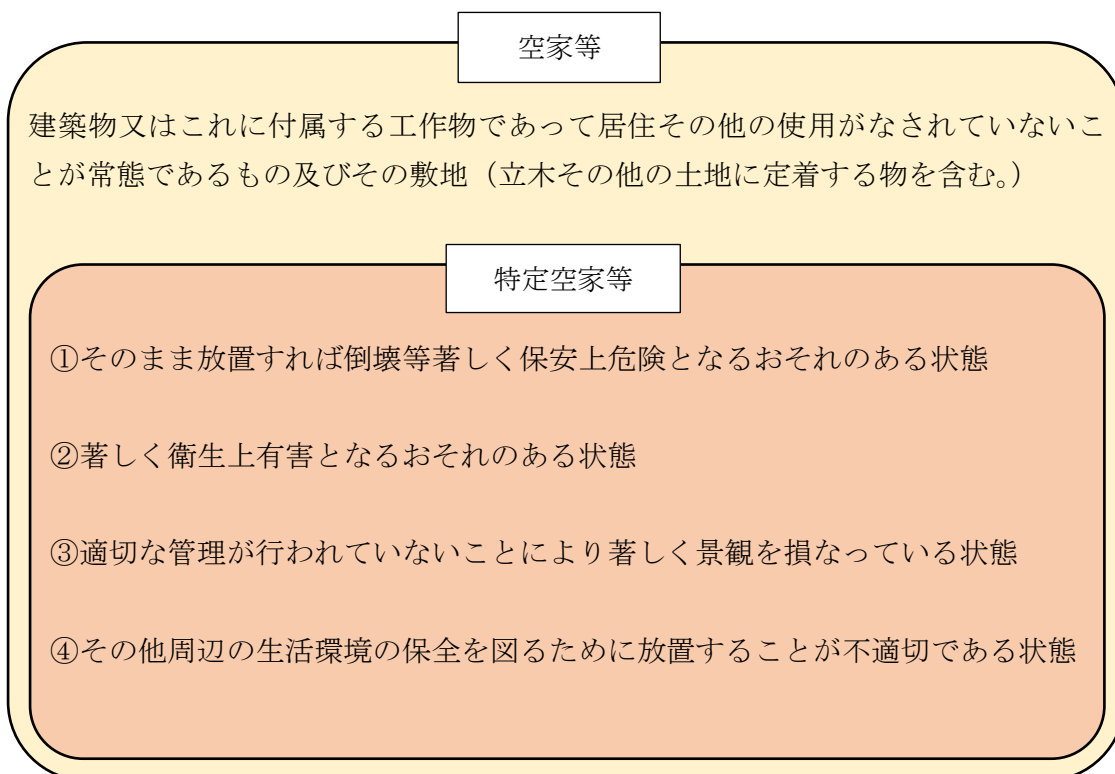 空家等
建築物又はこれに付属する工作物であって居住その他の使用がなされていないこ
とが常態であるもの及びその敷地（立木その他の土地に定着する物を含む。）
特定空家等
①そのまま放置すれば倒壊等著しく保安上危険となるおそれのある状態
②著しく衛生上有害となるおそれのある状態
③適切な管理が行われていないことにより著しく景観を損なっている状態
④その他周辺の生活環境の保全を図るために放置することが不適切である状態